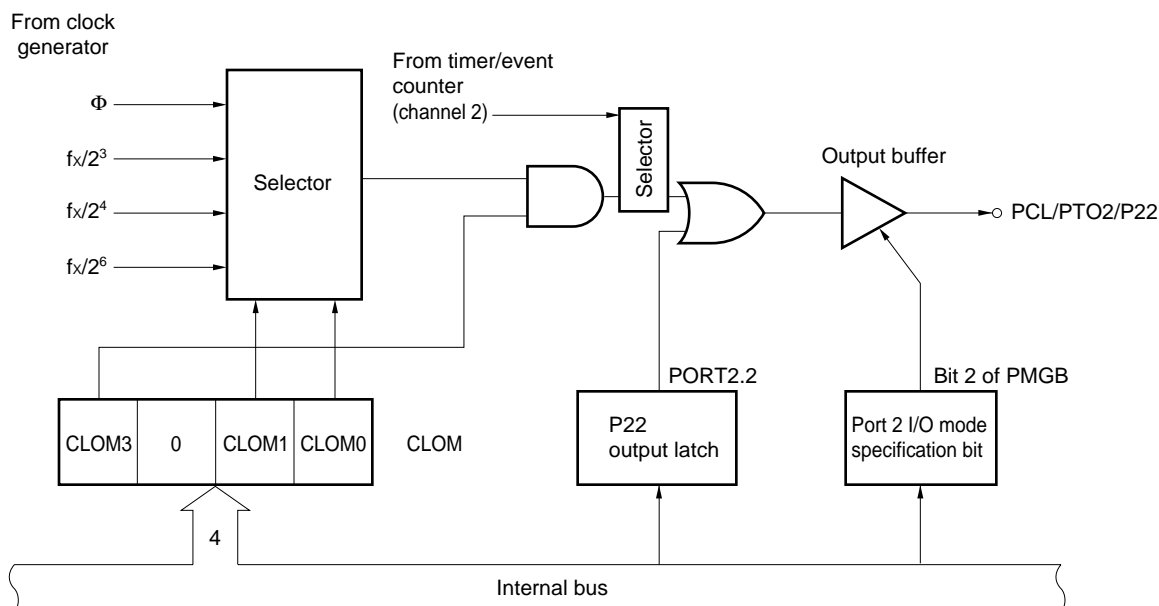 From clock
generator
Φ
fx/2³
fx/2⁴
fx/2⁶
Selector
From timer/event
counter
(channel 2)
Selector
Output buffer
PCL/PTO2/P22
CLOM3
0
CLOM1
CLOM0
CLOM
PORT2.2
P22
output latch
Bit 2 of PMGB
Port 2 I/O mode
specification bit
4
Internal bus